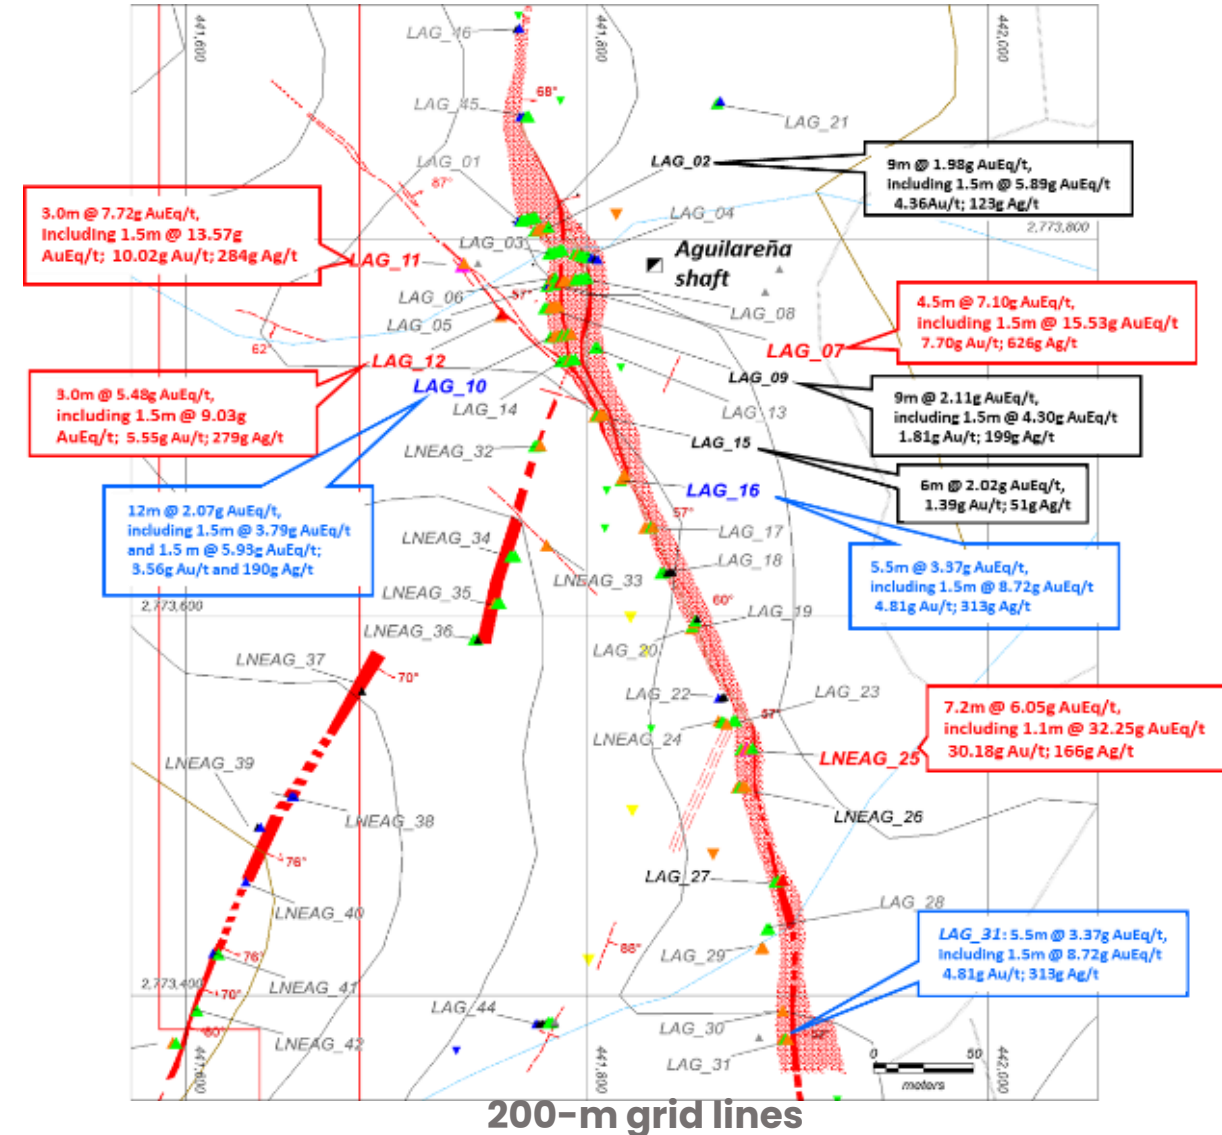 441,600
441,800
442,000
LAG_46
68°
LAG_45
LAG_21
LAG_01
LAG_02
9m @ 1.98g AuEq/t,
including 1.5m @ 5.89g AuEq/t
4.36Au/t; 123g Ag/t
87°
3.0m @ 7.72g AuEq/t,
Including 1.5m @ 13.57g
AuEq/t; 10.02g Au/t; 284g Ag/t
LAG_04
2,773,800
LAG_03
Aguilareña
shaft
LAG_11
LAG_06
57°
LAG_08
4.5m @ 7.10g AuEq/t,
including 1.5m @ 15.53g AuEq/t
7.70g Au/t; 626g Ag/t
LAG_05
62°
LAG_07
LAG_12
LAG_10
LAG_09
3.0m @ 5.48g AuEq/t,
including 1.5m @ 9.03g
AuEq/t; 5.55g Au/t; 279g Ag/t
9m @ 2.11g AuEq/t,
including 1.5m @ 4.30g AuEq/t
1.81g Au/t; 199g Ag/t
LAG_14
LAG_13
LNEAG_32
LAG_15
6m @ 2.02g AuEq/t,
1.39g Au/t; 51g Ag/t
LAG_16
12m @ 2.07g AuEq/t,
including 1.5m @ 3.79g AuEq/t
and 1.5 m @ 5.93g AuEq/t;
3.56g Au/t and 190g Ag/t
57°
LAG_17
LNEAG_34
LAG_18
5.5m @ 3.37g AuEq/t,
including 1.5m @ 8.72g AuEq/t
4.81g Au/t; 313g Ag/t
LNEAG_33
LNEAG_35
2,773,600
60°
LAG_19
LNEAG_36
LAG_20
LNEAG_37
70°
LAG_22
LAG_23
57°
7.2m @ 6.05g AuEq/t,
including 1.1m @ 32.25g AuEq/t
30.18g Au/t; 166g Ag/t
LNEAG_24
LNEAG_25
LNEAG_39
LNEAG_38
LNEAG_26
76°
LAG_27
LNEAG_40
LAG_28
88°
LAG_29
LAG_31: 5.5m @ 3.37g AuEq/t,
including 1.5m @ 8.72g AuEq/t
4.81g Au/t; 313g Ag/t
76°
2,773,400
70°
LNEAG_41
LAG_44
LAG_30
60°
52°
LNEAG_42
LAG_31
0 50
meters
441,600
441,800
442,000
200-m grid lines